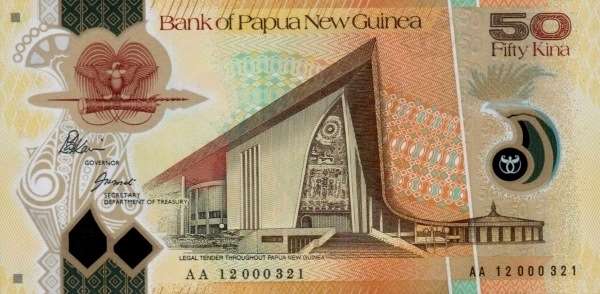 Bank of Papua New Guinea
50
Fifty Kina
GOVERNOR
SECRETARY
DEPARTMENT OF TREASURY
LEGAL TENDER THROUGHOUT PAPUA NEW GUINEA
AA 12000321
AA 12000321